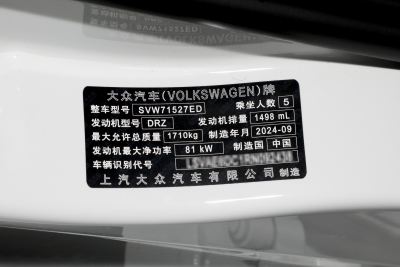 大众汽车(VOLKSWAGEN)牌
整车型号 SVW71527ED 乘坐人数 5
发动机型号 DRZ 发动机排量 1498 mL
最大允许总质量 1710kg 制造年月 2024-09
发动机最大净功率 81 kW 制造国 中国
车辆识别代号
上汽大众汽车有限公司 制造